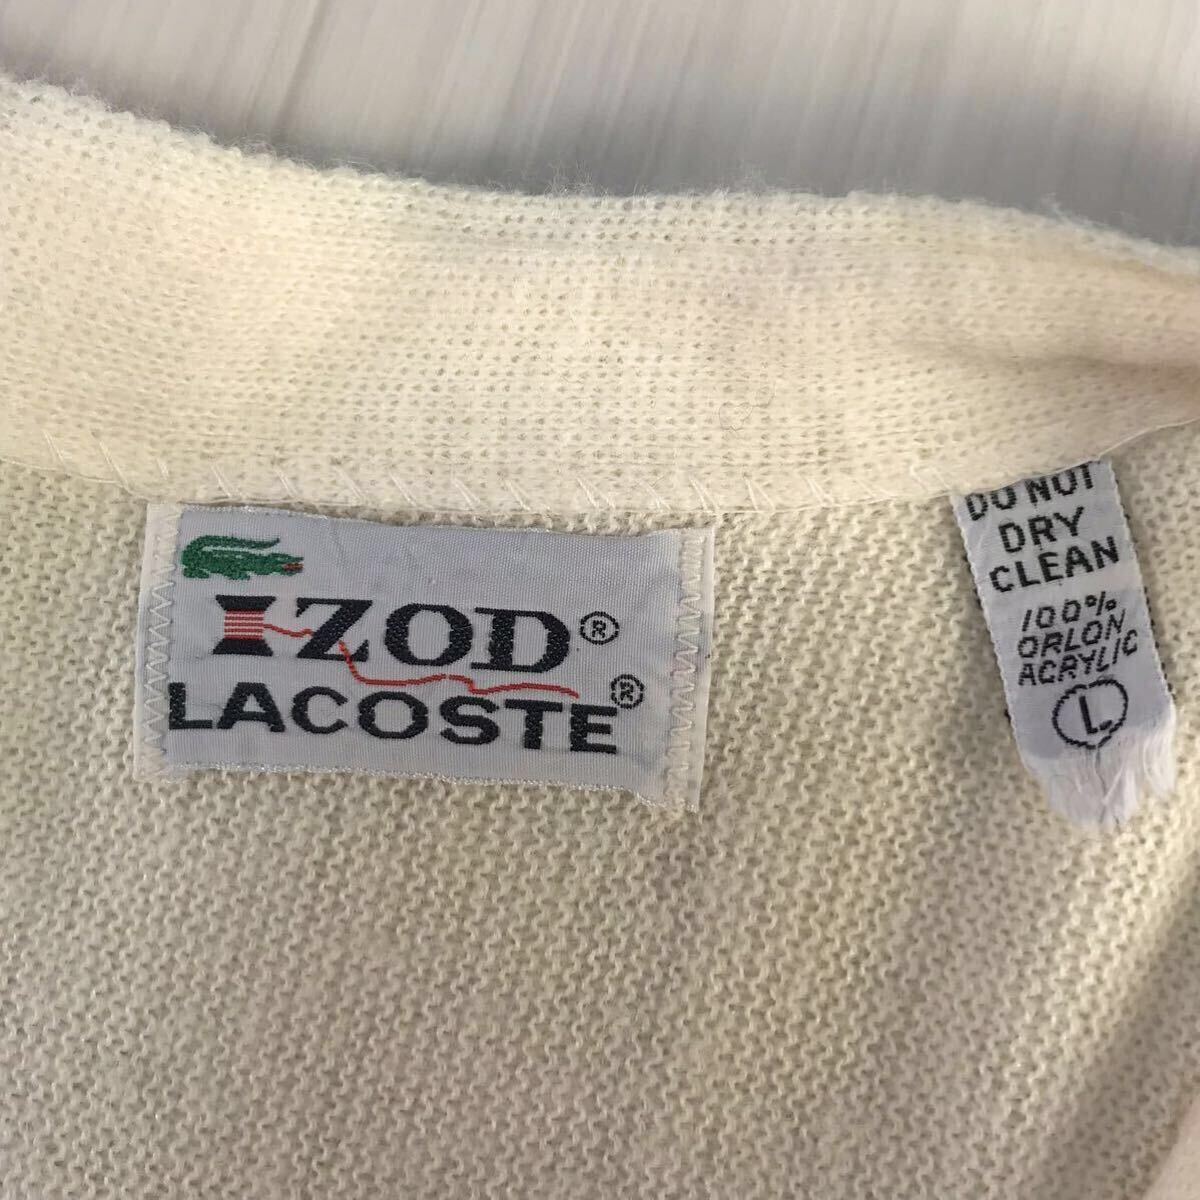 IZOD®
LACOSTE®
DO NOT
DRY
CLEAN
100%
ORLON
ACRYLIC
L